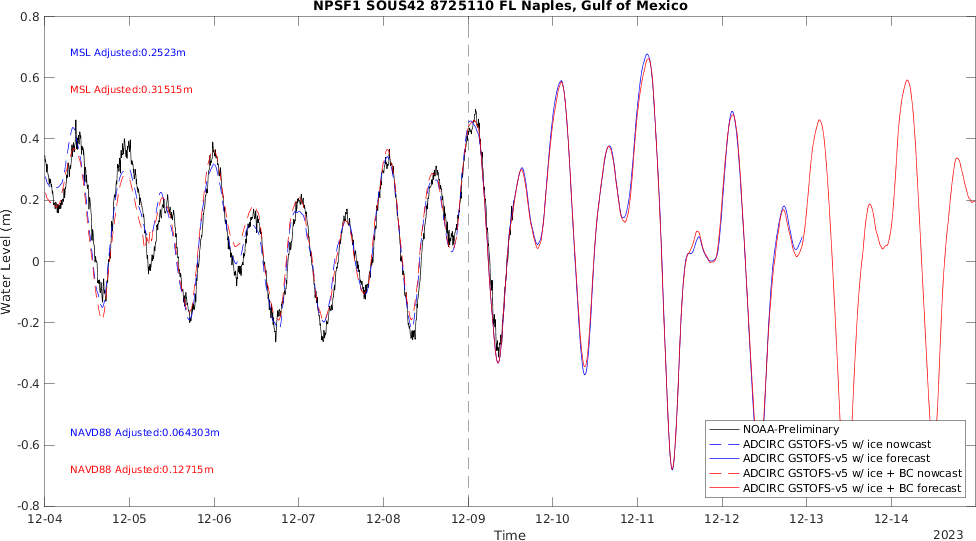 NPSF1 SOUS42 8725110 FL Naples, Gulf of Mexico
0.8
MSL Adjusted:0.2523m
0.6
MSL Adjusted:0.31515m
0.4
0.2
0
-0.2
-0.4
Water Level (m)
NAVD88 Adjusted:0.064303m
-0.6
NAVD88 Adjusted:0.12715m
-0.8
NOAA-Preliminary
ADCIRC GSTOFS-v5 w/ ice nowcast
ADCIRC GSTOFS-v5 w/ ice forecast
ADCIRC GSTOFS-v5 w/ ice + BC nowcast
ADCIRC GSTOFS-v5 w/ ice + BC forecast
12-04 12-05 12-06 12-07 12-08 12-09 12-10 12-11 12-12 12-13 12-14
Time
2023